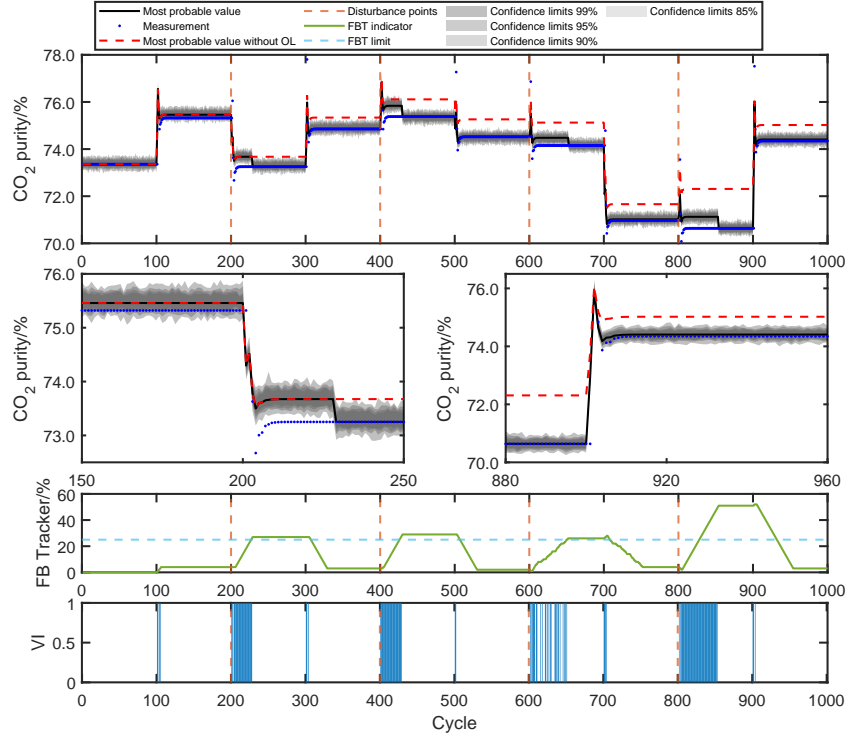 Most probable value
Measurement
Most probable value without OL
Disturbance points
FBT indicator
FBT limit
Confidence limits 99%
Confidence limits 95%
Confidence limits 90%
Confidence limits 85%
CO2 purity/%
78.0
76.0
74.0
72.0
70.0
0 100 200 300 400 500 600 700 800 900 1000
CO2 purity/%
76.0
75.0
74.0
73.0
150 200 250
CO2 purity/%
76.0
74.0
72.0
70.0
880 920 960
FB Tracker/%
60
40
20
0
0 100 200 300 400 500 600 700 800 900 1000
VI
1
0.5
0
0 100 200 300 400 500 600 700 800 900 1000
Cycle